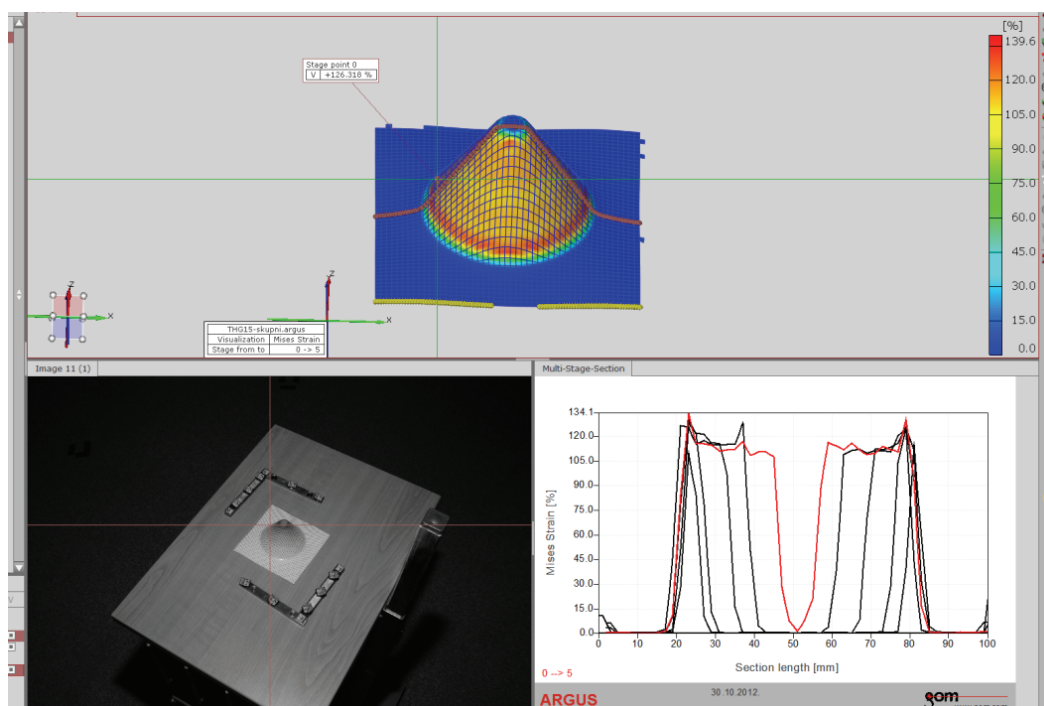 [%]
139.6
120.0
105.0
90.0
75.0
60.0
45.0
30.0
15.0
0.0
Stage point 0
V +126.318 %
Z
X
Z
X
THG15-skupni.argus
Visualization Mises Strain
Stage from to 0 -> 5
Image 11 (1)
Multi-Stage-Section
134.1
120.0
105.0
90.0
75.0
60.0
45.0
30.0
15.0
0.0
Mises Strain [%]
0 10 20 30 40 50 60 70 80 90 100
Section length [mm]
0 --> 5
ARGUS
30.10.2012.
gom